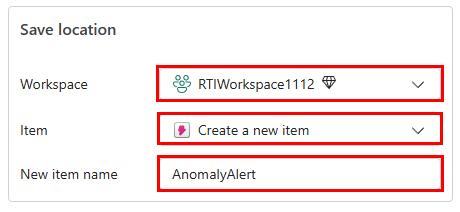 Save location
Workspace RTIWorkspace1112
Item Create a new item
New item name AnomalyAlert